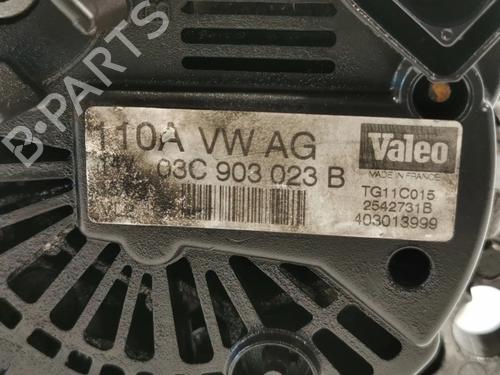 B-PARTS
110A VW AG
03C 903 023 B
Valeo
MADE IN FRANCE
TG11C015
2542731B
403013999